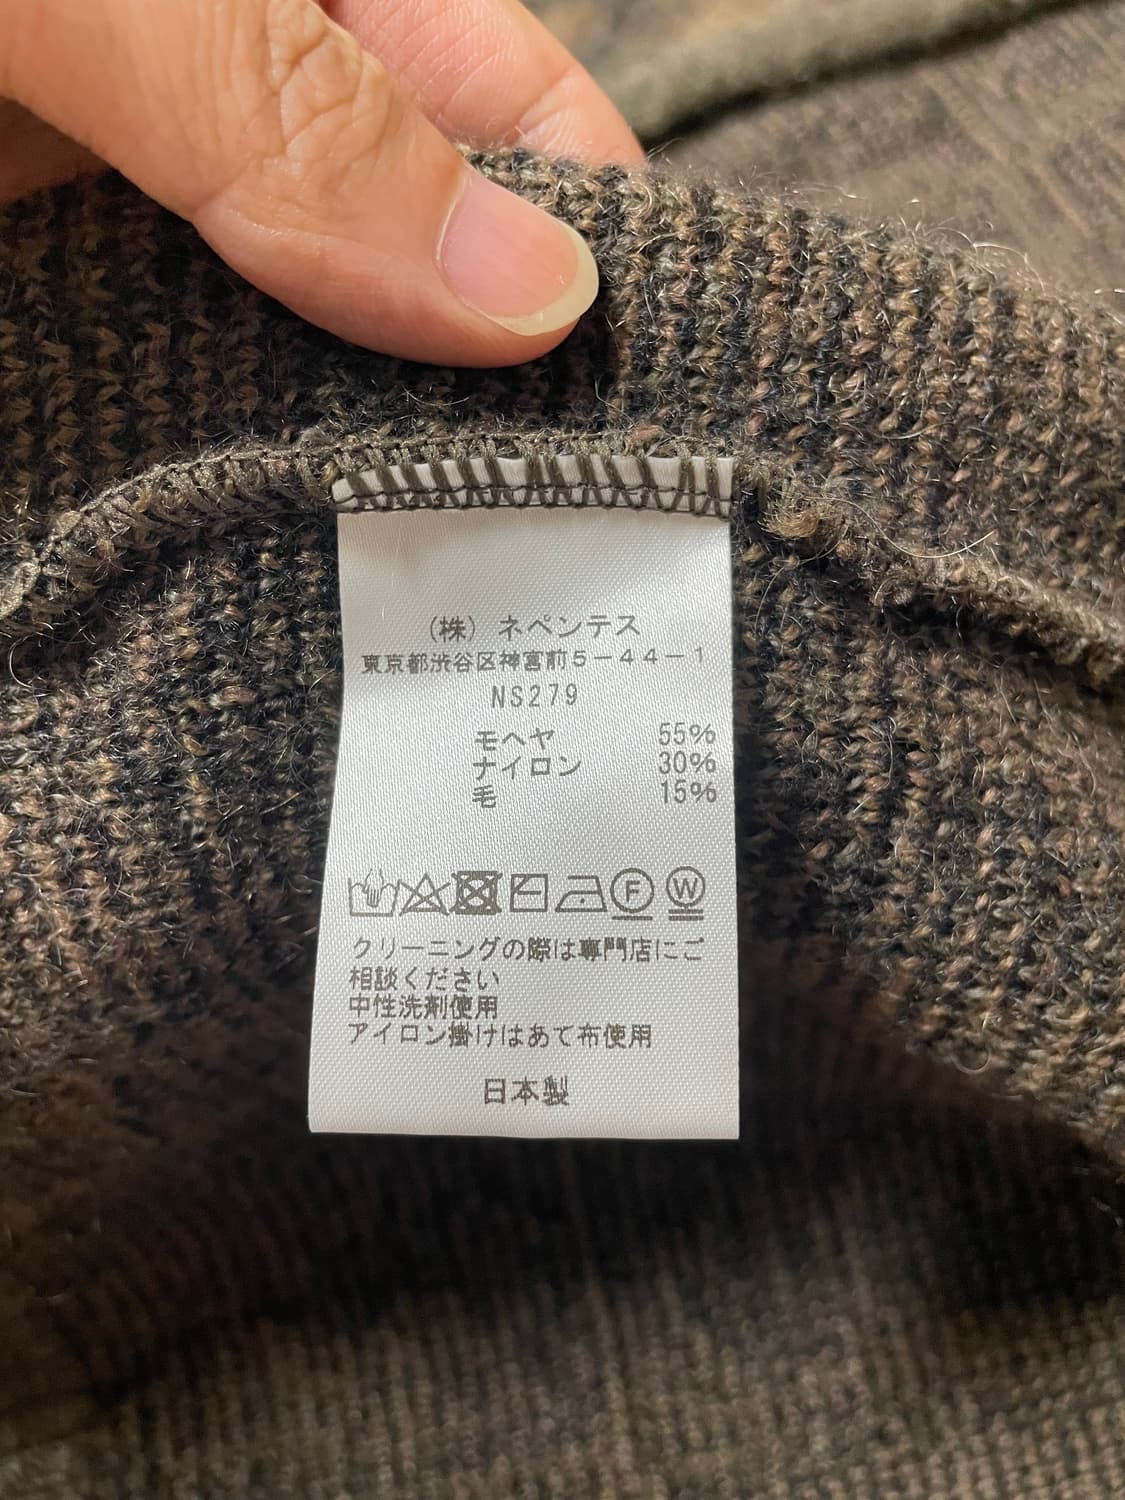 (株) ネペンテス
東京都渋谷区神宮前5-44-1
NS279
モヘヤ 55%
ナイロン 30%
毛 15%
F W
クリーニングの際は専門店にご
相談ください
中性洗剤使用
アイロン掛けはあて布使用
日本製